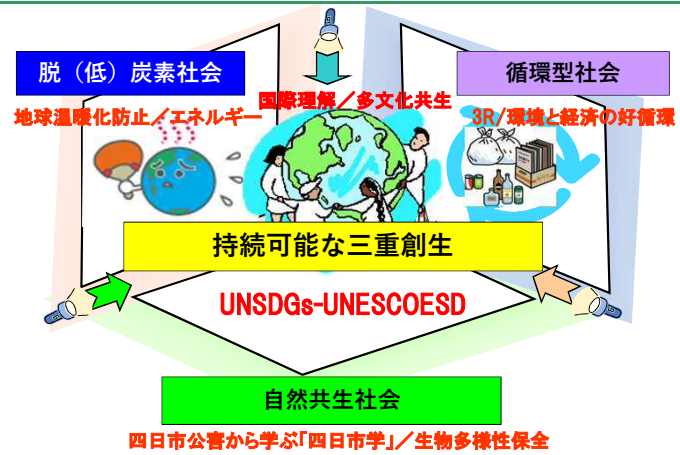 脱（低）炭素社会
循環型社会
国際理解／多文化共生
地球温暖化防止／エネルギー
3R/環境と経済の好循環
持続可能な三重創生
UNSDGs-UNESCOESD
自然共生社会
四日市公害から学ぶ「四日市学」／生物多様性保全